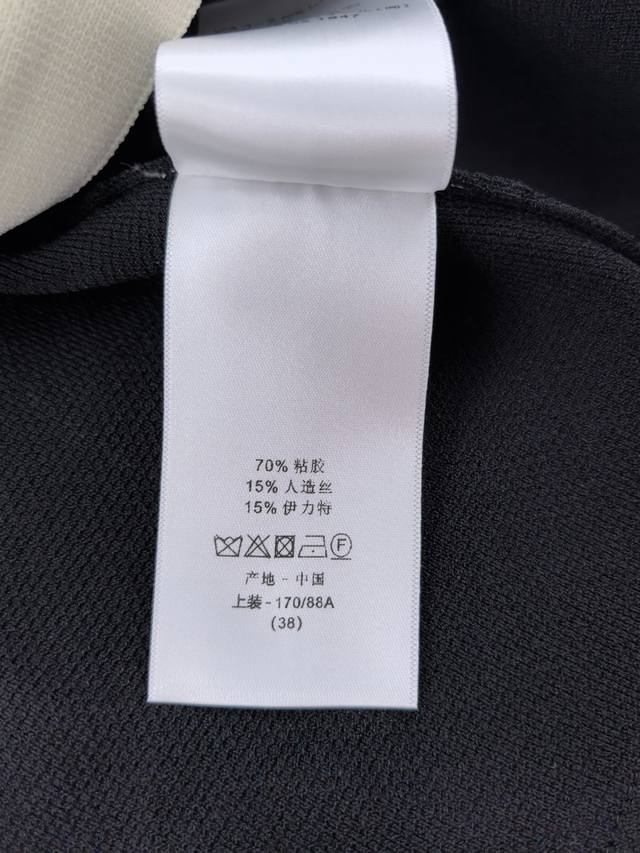 70% 粘胶
15% 人造丝
15% 伊力特
产地 - 中国
上装 - 170/88A
(38)